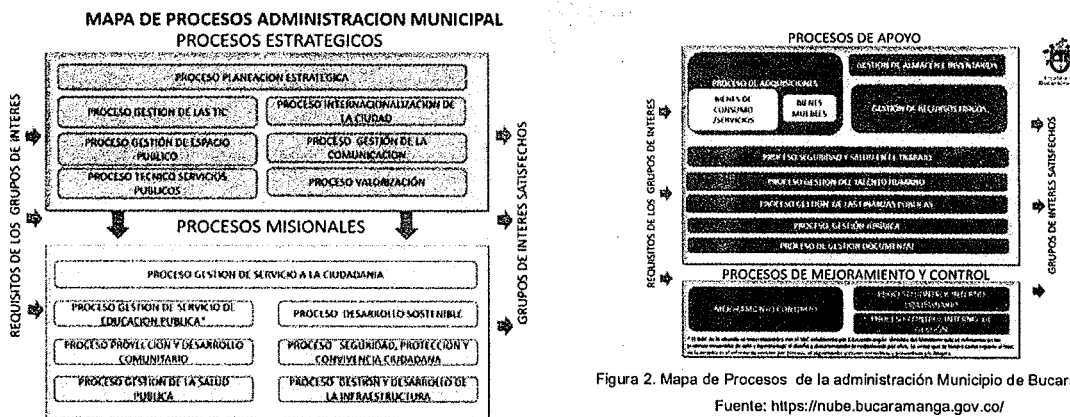 MAPA DE PROCESOS ADMINISTRACION MUNICIPAL
PROCESOS ESTRATEGICOS
PROCESO PLANEACION ESTRATEGICA
PROCESO GESTION DE LAS TIC
PROCESO INTERNACIONALIZACION DE
LA CIUDAD
PROCESO GESTIÓN DE ESPACIO
PUBLICO
PROCESO GESTIÓN DE LA
COMUNICACION
PROCESO TECNICO SERVICIOS
PUBLICOS
PROCESO VALORIZACIÓN
REQUISITOS DE LOS GRUPOS DE INTERES
GRUPOS DE INTERES SATISFECHOS
PROCESOS MISIONALES
PROCESO GESTION DE SERVICIO A LA CIUDADANIA
PROCESO GESTION DE SERVICIO DE
EDUCACION PUBLICA*
PROCESO DESARROLLO SOSTENIBLE
PROCESO PROYECCION Y DESARROLLO
COMUNITARIO
PROCESO SEGURIDAD, PROTECCION Y
CONVIVENCIA CIUDADANA
PROCESO GESTION DE LA SALUD
PUBLICA
PROCESO GESTION Y DESARROLLO DE
LA INFRAESTRUCTURA
PROCESOS DE APOYO
PROCESO DE ADQUISICIONES
BIENES DE
CONSUMO
/SERVICIOS
BIENES
MUEBLES
GESTION DE ALMACEN E INVENTARIOS
GESTION DE RECURSOS FISICOS
PROCESO SEGURIDAD Y SALUD EN EL TRABAJO
PROCESO GESTION DEL TALENTO HUMANO
PROCESO GESTION DE LAS FINANZAS PUBLICAS
PROCESO GESTIÓN JURIDICA
PROCESO DE GESTION DOCUMENTAL
REQUISITOS DE LOS GRUPOS DE INTERES
GRUPOS DE INTERES SATISFECHOS
PROCESOS DE MEJORAMIENTO Y CONTROL
MEJORAMIENTO CONTINUO
PROCESO CONTROL INTERNO DE
GESTION
Figura 2. Mapa de Procesos de la administración Municipio de Bucar
Fuente: https://nube.bucaramanga.gov.co/